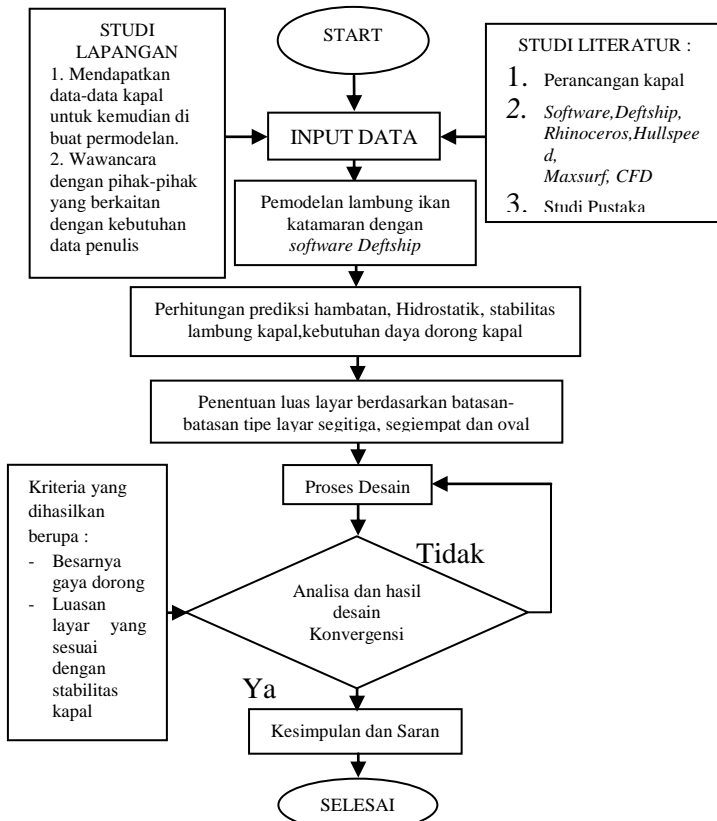 STUDI
LAPANGAN
1. Mendapatkan
data-data kapal
untuk kemudian di
buat permodelan.
2. Wawancara
dengan pihak-pihak
yang berkaitan
dengan kebutuhan
data penulis
START
STUDI LITERATUR :
1. Perancangan kapal
2. Software,Deftship,
Rhinoceros,Hullspee
d,
Maxsurf, CFD
3. Studi Pustaka
INPUT DATA
Pemodelan lambung ikan
katamaran dengan
software Deftship
Perhitungan prediksi hambatan, Hidrostatik, stabilitas
lambung kapal,kebutuhan daya dorong kapal
Penentuan luas layar berdasarkan batasan-
batasan tipe layar segitiga, segiempat dan oval
Proses Desain
Kriteria yang
dihasilkan
berupa :
- Besarnya
gaya dorong
- Luasan
layar yang
sesuai
dengan
stabilitas
kapal
Tidak
Analisa dan hasil
desain
Konvergensi
Ya
Kesimpulan dan Saran
SELESAI